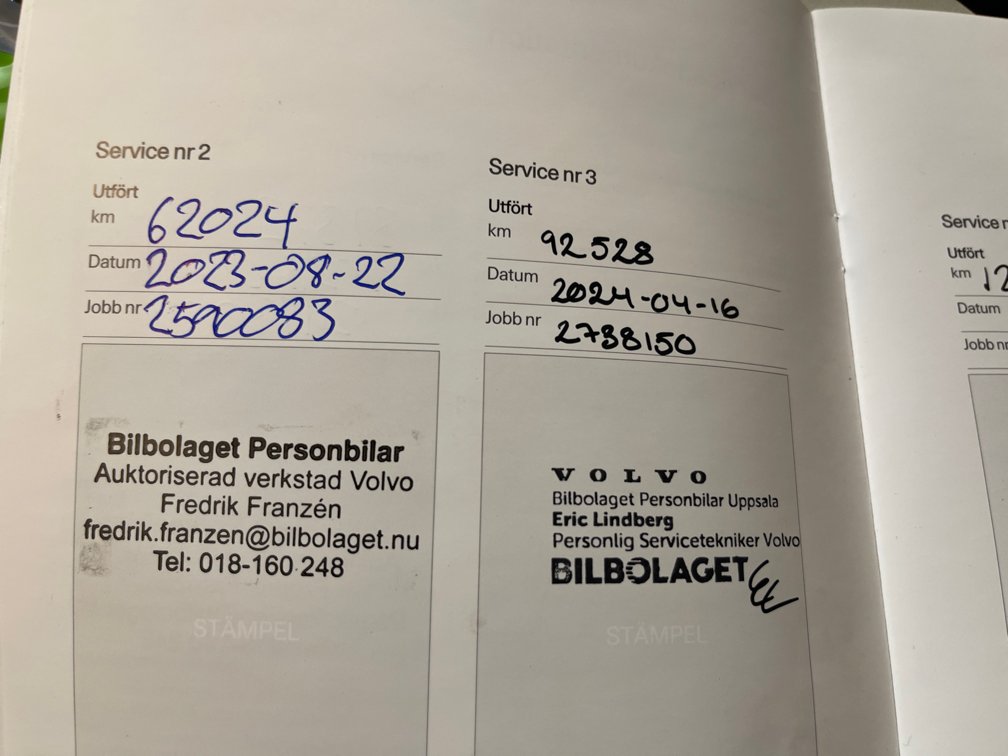 Service nr 2
Utfört
km 62024
Datum 2023-08-22
Jobb nr 2590083
Bilbolaget Personbilar
Auktoriserad verkstad Volvo
Fredrik Franzén
fredrik.franzen@bilbolaget.nu
Tel: 018-160 248
STÄMPEL
Service nr 3
Utfört
km 92528
Datum 2024-04-16
Jobb nr 2738150
VOLVO
Bilbolaget Personbilar Uppsala
Eric Lindberg
Personlig Servicetekniker Volvo
BILBOLAGET
STÄMPEL
Service
Utfört
km 12
Datum
Jobb nr